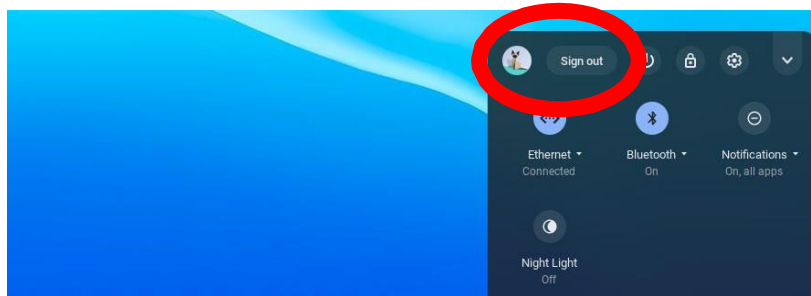 Sign out
Ethernet Bluetooth Notifications
Connected On On, all apps
Night Light
Off